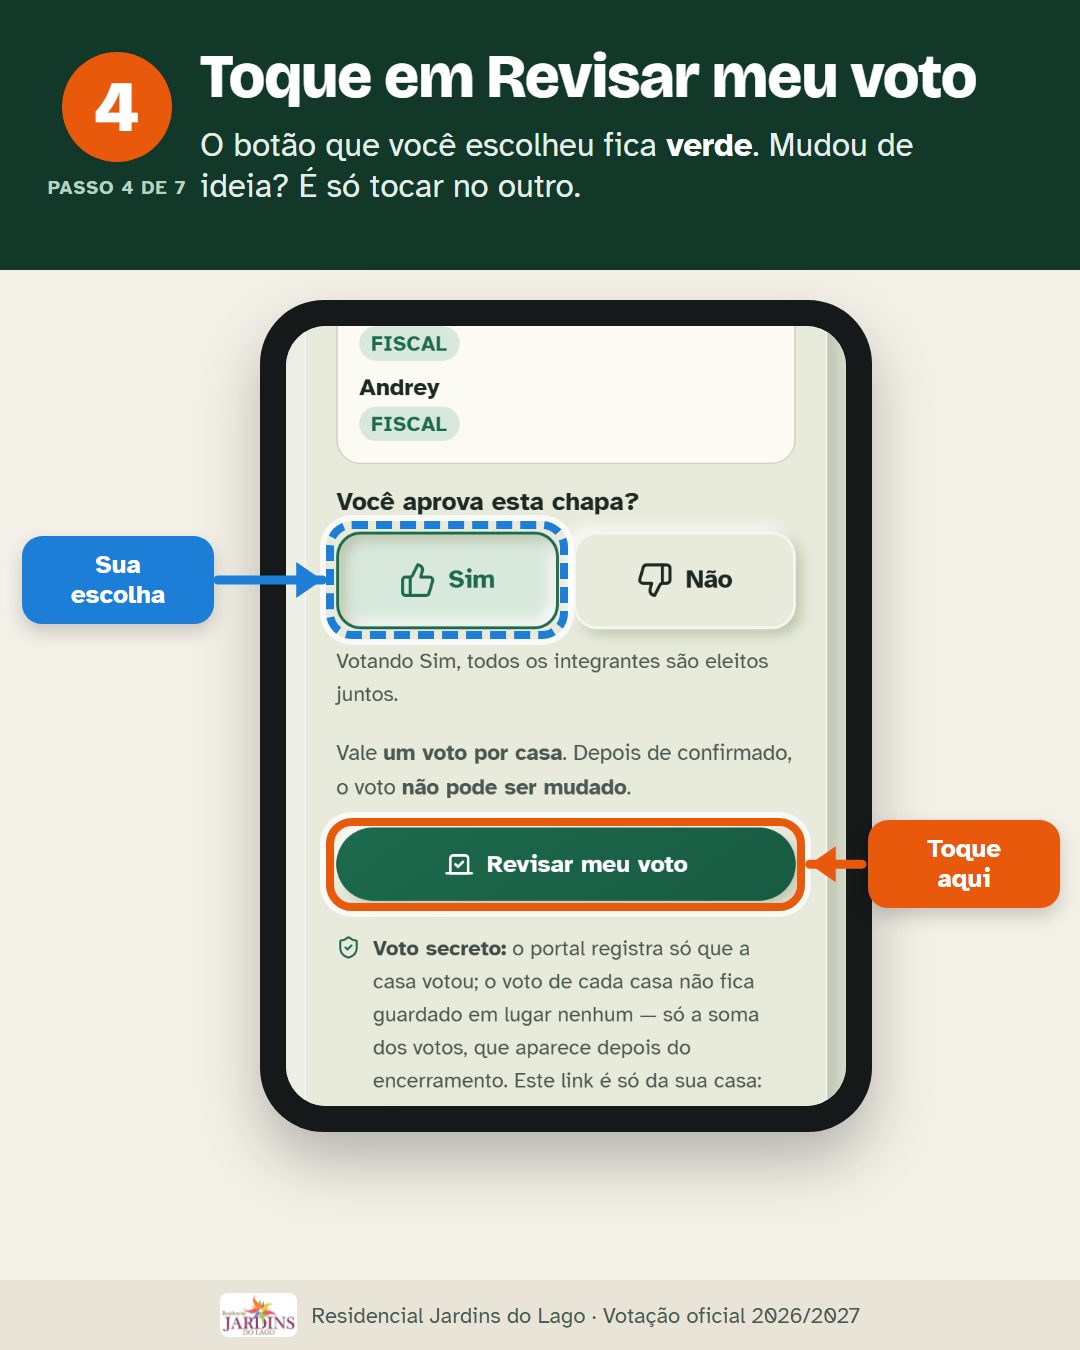 4
PASSO 4 DE 7
Toque em Revisar meu voto
O botão que você escolheu fica verde. Mudou de
ideia? É só tocar no outro.
FISCAL
Andrey
FISCAL
Você aprova esta chapa?
Sua
escolha
Sim
Não
Votando Sim, todos os integrantes são eleitos
juntos.
Vale um voto por casa. Depois de confirmado,
o voto não pode ser mudado.
Revisar meu voto
Toque
aqui
Voto secreto: o portal registra só que a
casa votou; o voto de cada casa não fica
guardado em lugar nenhum — só a soma
dos votos, que aparece depois do
encerramento. Este link é só da sua casa:
Residencial
JARDINS
DO LAGO
Residencial Jardins do Lago · Votação oficial 2026/2027